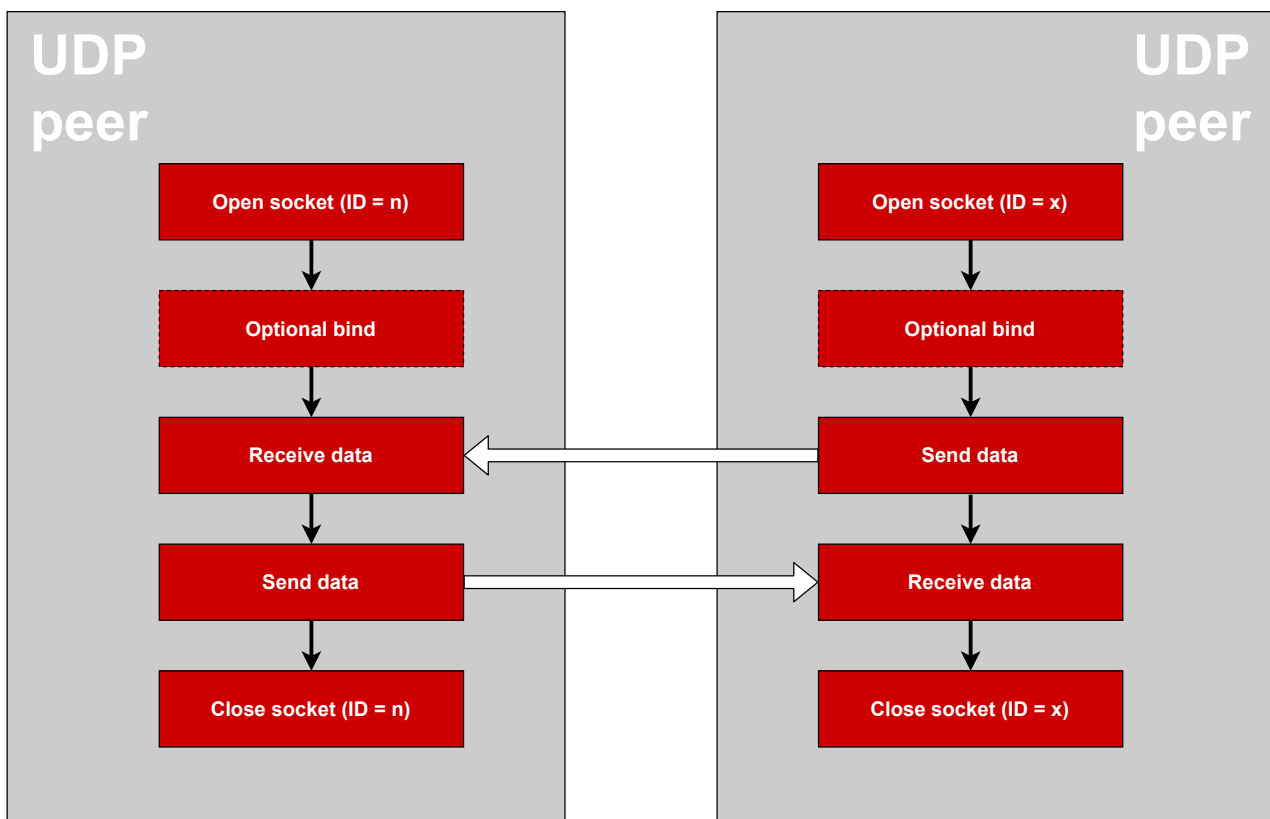 UDP
peer
Open socket (ID = n)
Optional bind
Receive data
Send data
Close socket (ID = n)
UDP
peer
Open socket (ID = x)
Optional bind
Send data
Receive data
Close socket (ID = x)